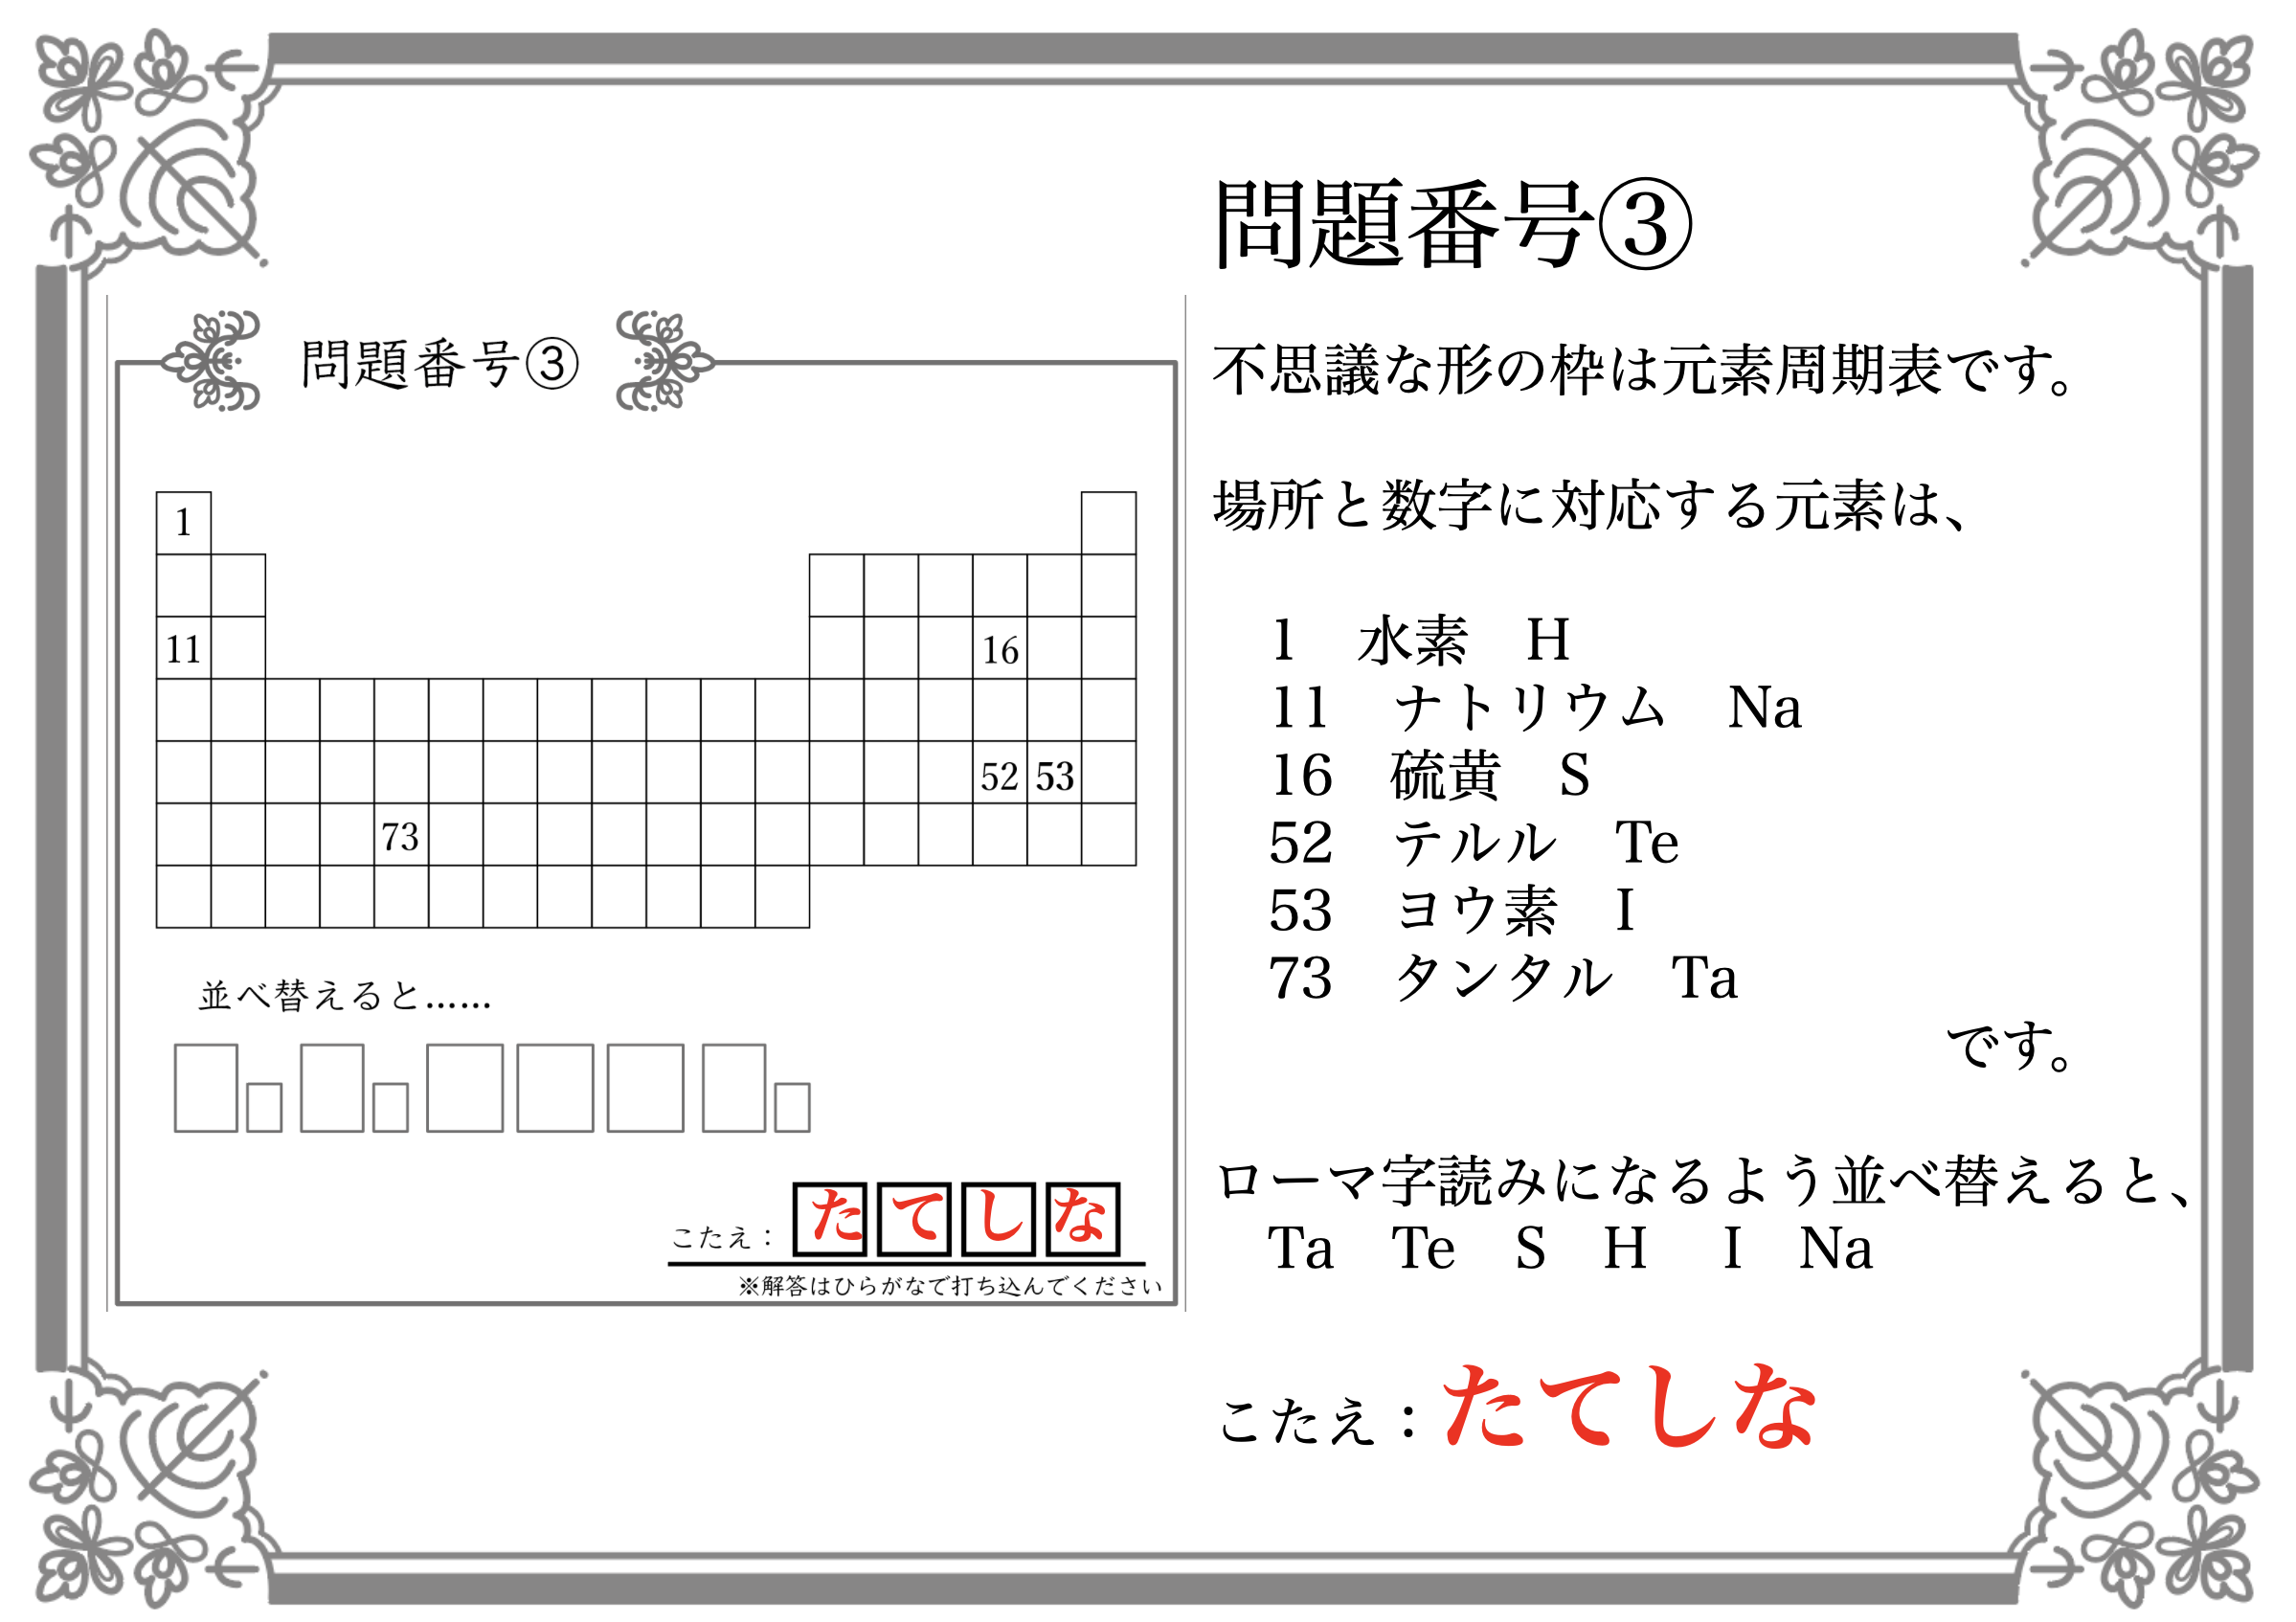 問題番号③
1
11 16
52 53
73
並べ替えると……
こたえ： たてしな
※解答はひらがなで打ち込んでください
問題番号③
不思議な形の枠は元素周期表です。
場所と数字に対応する元素は、
1 水素 H
11 ナトリウム Na
16 硫黄 S
52 テルル Te
53 ヨウ素 I
73 タンタル Ta
です。
ローマ字読みになるよう並べ替えると、
Ta Te S H I Na
こたえ：たてしな